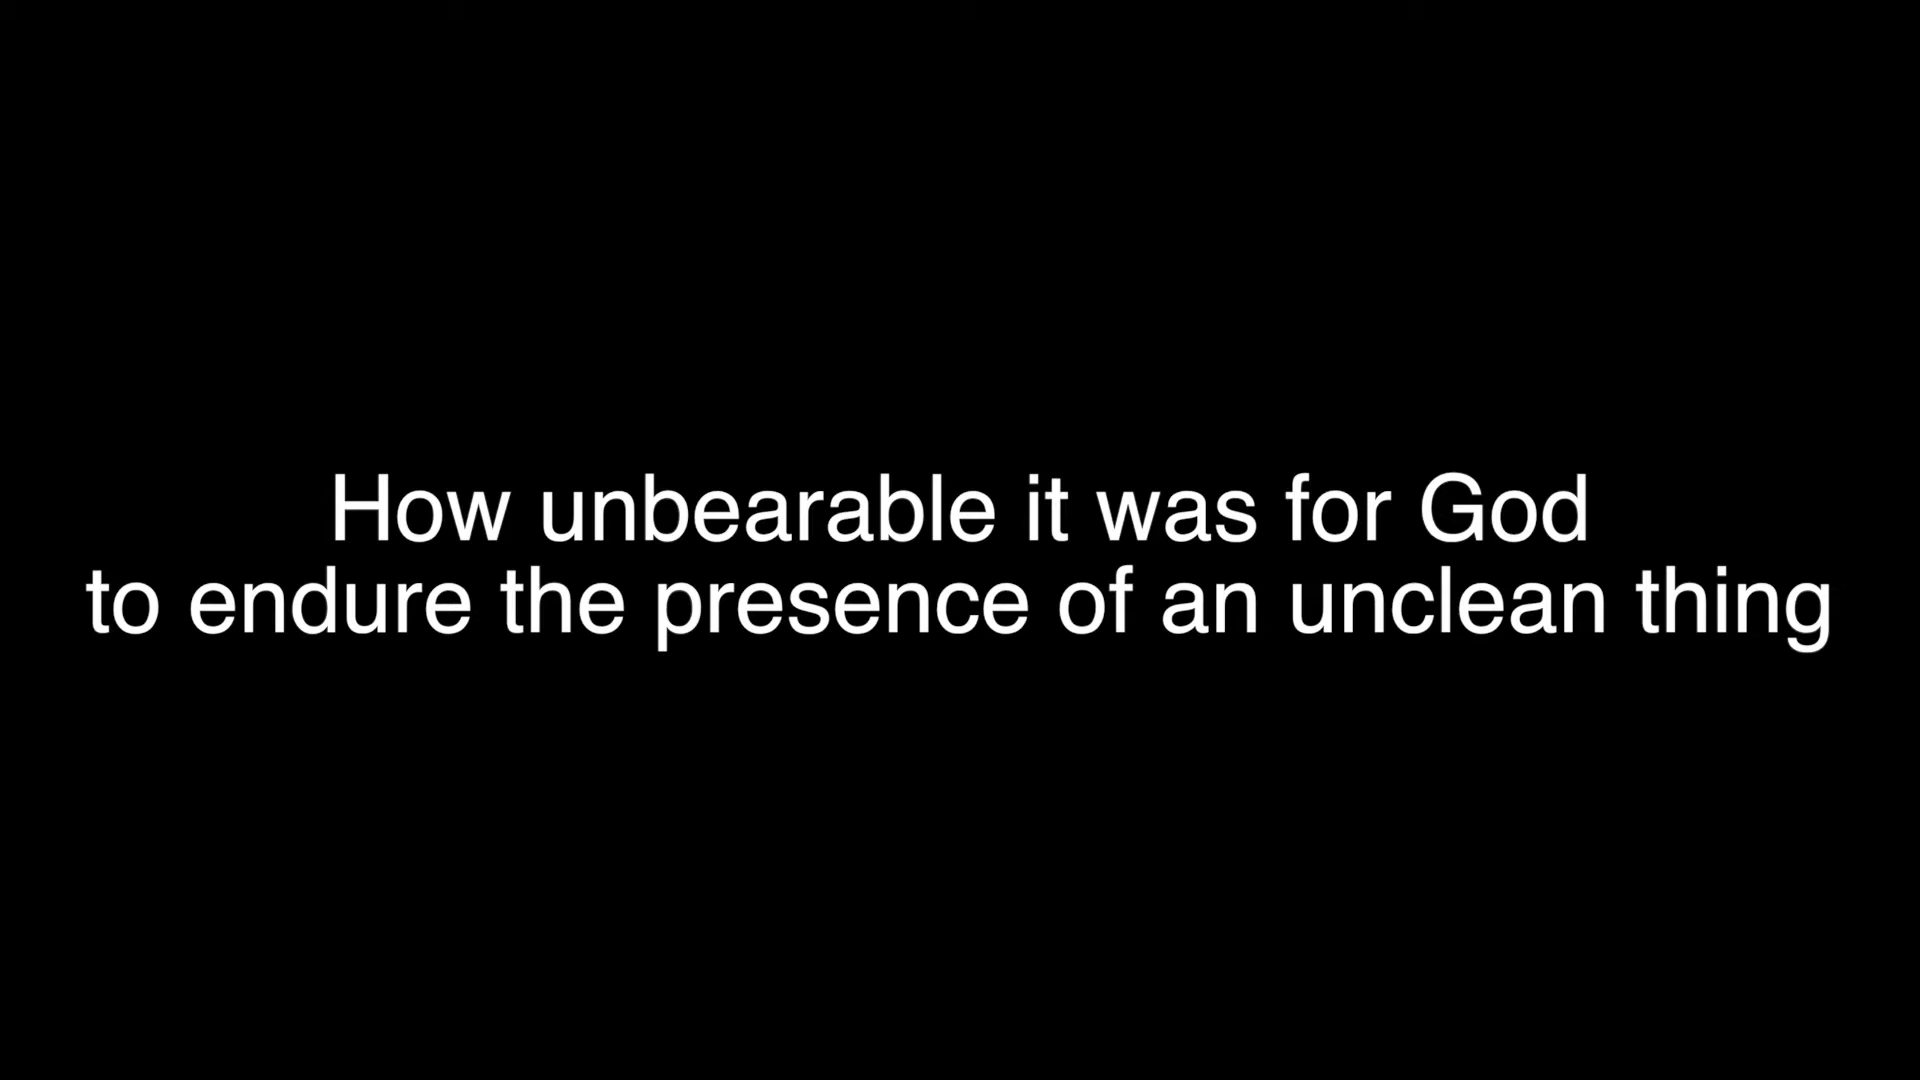 How unbearable it was for God
to endure the presence of an unclean thing